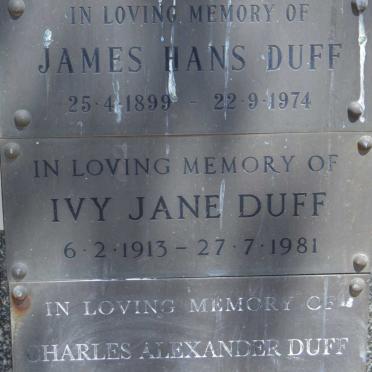 IN LOVING MEMORY OF
JAMES HANS DUFF
25·4·1899 - 22·9·1974
IN LOVING MEMORY OF
IVY JANE DUFF
6·2·1913 - 27·7·1981
IN LOVING MEMORY OF
CHARLES ALEXANDER DUFF